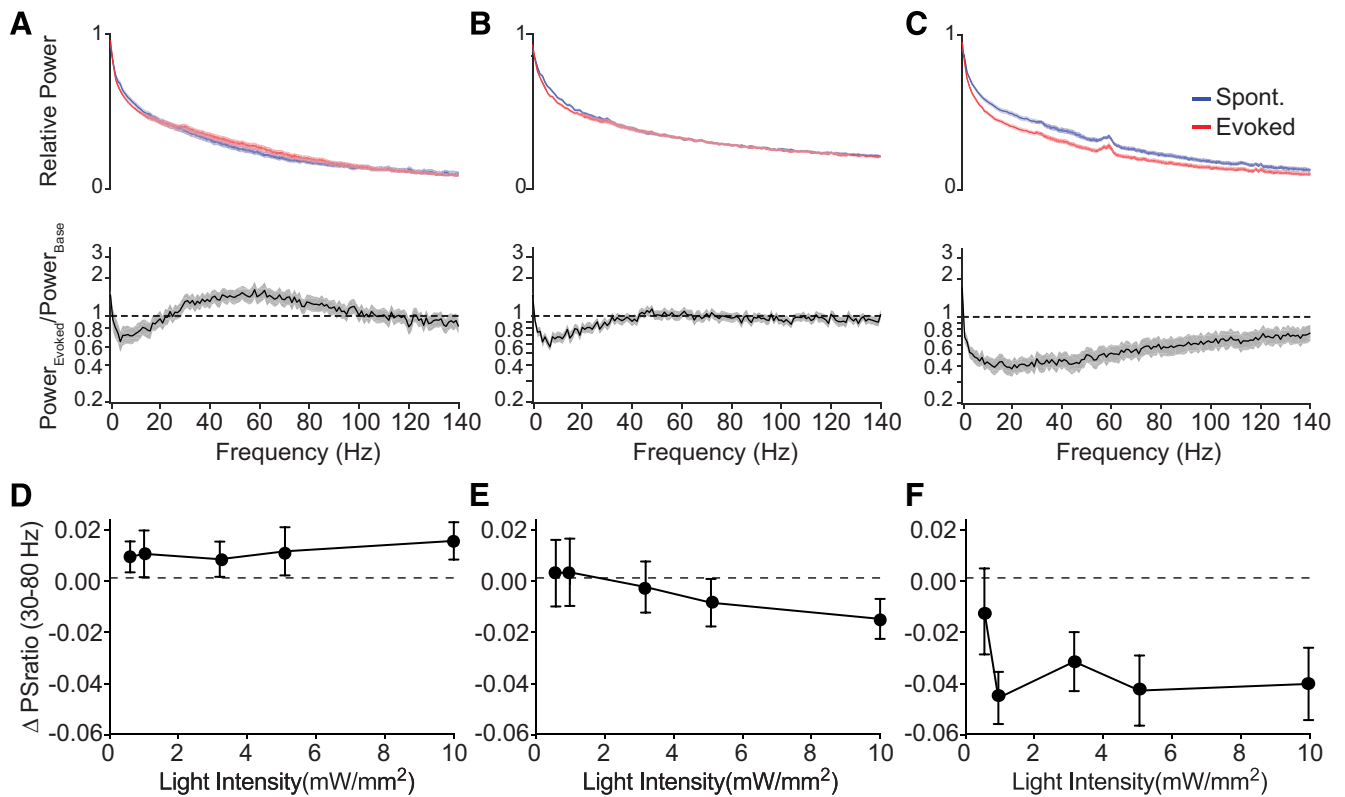 A
B
C
Relative Power
1
0
1
0
1
0
Spont.
Evoked
Power_Evoked/Power_Base
3
2
1
0.8
0.6
0.4
0.2
3
2
1
0.8
0.6
0.4
0.2
3
2
1
0.8
0.6
0.4
0.2
0 20 40 60 80 100 120 140
0 20 40 60 80 100 120 140
0 20 40 60 80 100 120 140
Frequency (Hz)
Frequency (Hz)
Frequency (Hz)
D
E
F
Δ PSratio (30-80 Hz)
0.02
0.00
-0.02
-0.04
-0.06
0.02
0.00
-0.02
-0.04
-0.06
0.02
0.00
-0.02
-0.04
-0.06
0 2 4 6 8 10
0 2 4 6 8 10
0 2 4 6 8 10
Light Intensity(mW/mm²)
Light Intensity(mW/mm²)
Light Intensity(mW/mm²)